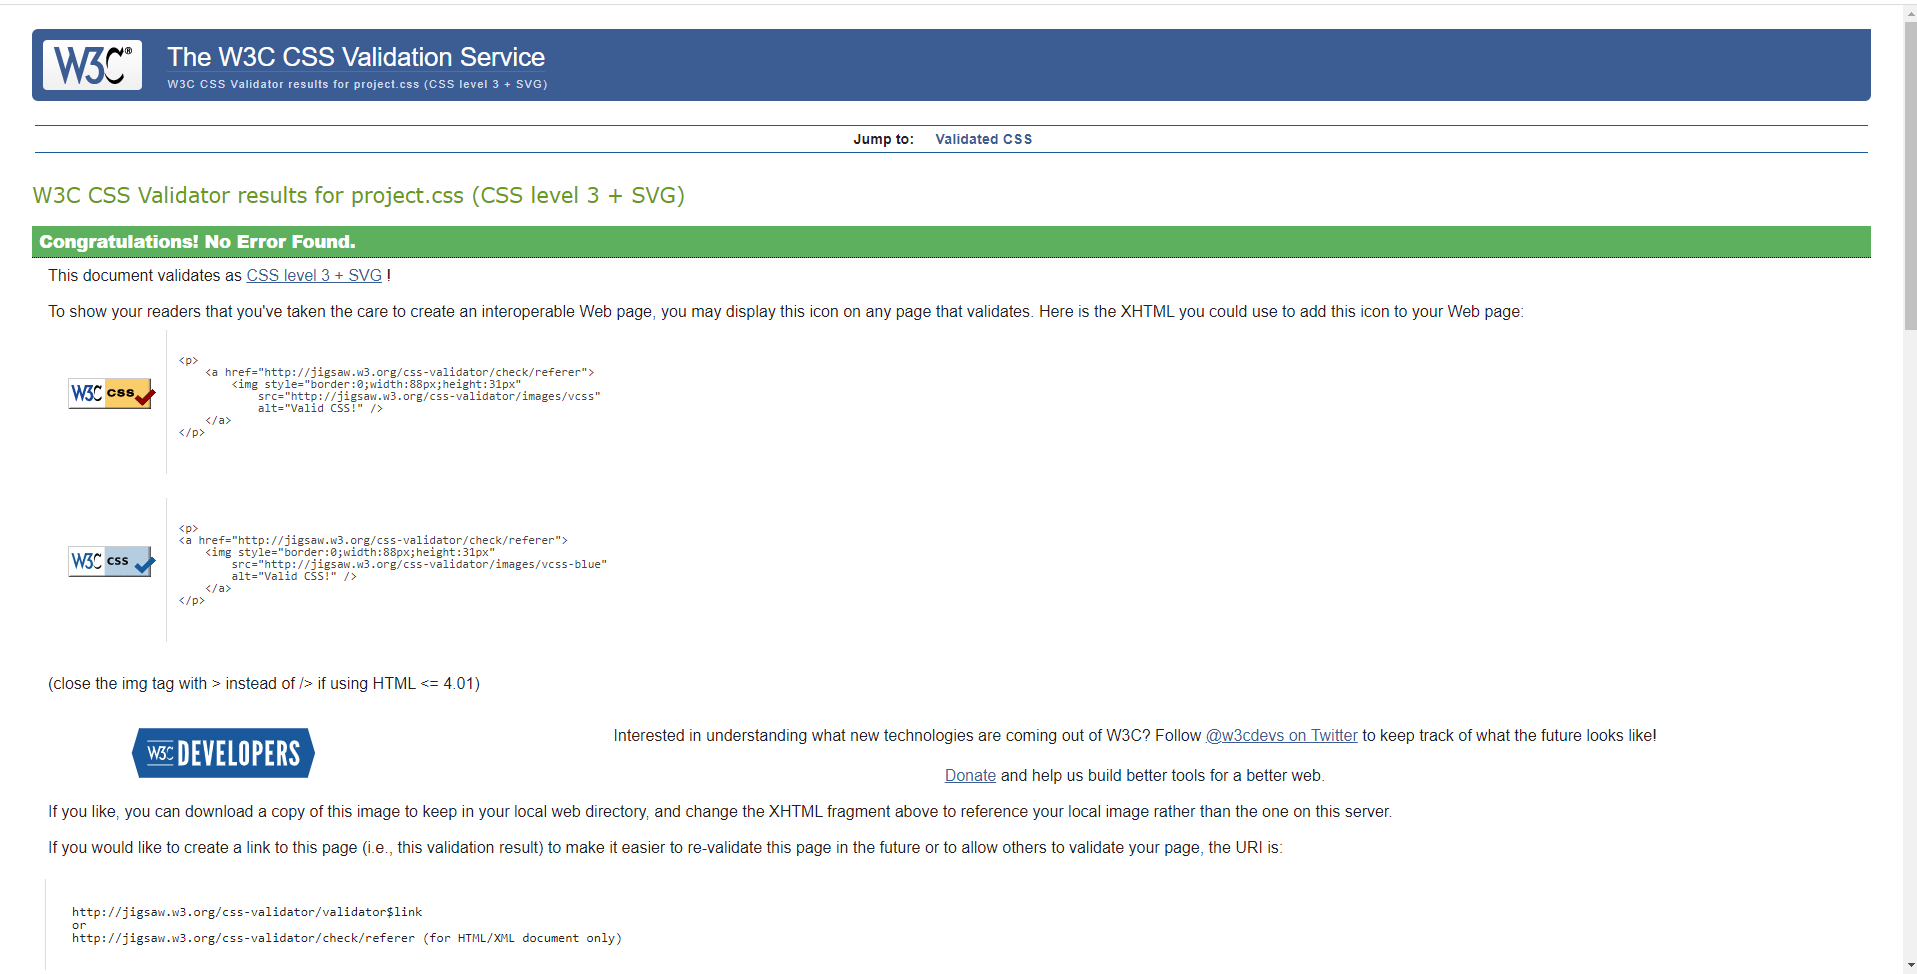 W3C®
The W3C CSS Validation Service
W3C CSS Validator results for project.css (CSS level 3 + SVG)
Jump to: Validated CSS
W3C CSS Validator results for project.css (CSS level 3 + SVG)
Congratulations! No Error Found.
This document validates as CSS level 3 + SVG !
To show your readers that you've taken the care to create an interoperable Web page, you may display this icon on any page that validates. Here is the XHTML you could use to add this icon to your Web page:
W3C css
<p>
    <a href="http://jigsaw.w3.org/css-validator/check/referer">
        <img style="border:0;width:88px;height:31px"
            src="http://jigsaw.w3.org/css-validator/images/vcss"
            alt="Valid CSS!" />
    </a>
</p>
W3C css
<p>
<a href="http://jigsaw.w3.org/css-validator/check/referer">
    <img style="border:0;width:88px;height:31px"
        src="http://jigsaw.w3.org/css-validator/images/vcss-blue"
        alt="Valid CSS!" />
    </a>
</p>
(close the img tag with > instead of /> if using HTML <= 4.01)
W3C DEVELOPERS
Interested in understanding what new technologies are coming out of W3C? Follow @w3cdevs on Twitter to keep track of what the future looks like!
Donate and help us build better tools for a better web.
If you like, you can download a copy of this image to keep in your local web directory, and change the XHTML fragment above to reference your local image rather than the one on this server.
If you would like to create a link to this page (i.e., this validation result) to make it easier to re-validate this page in the future or to allow others to validate your page, the URI is:
http://jigsaw.w3.org/css-validator/validator$link
or
http://jigsaw.w3.org/css-validator/check/referer (for HTML/XML document only)